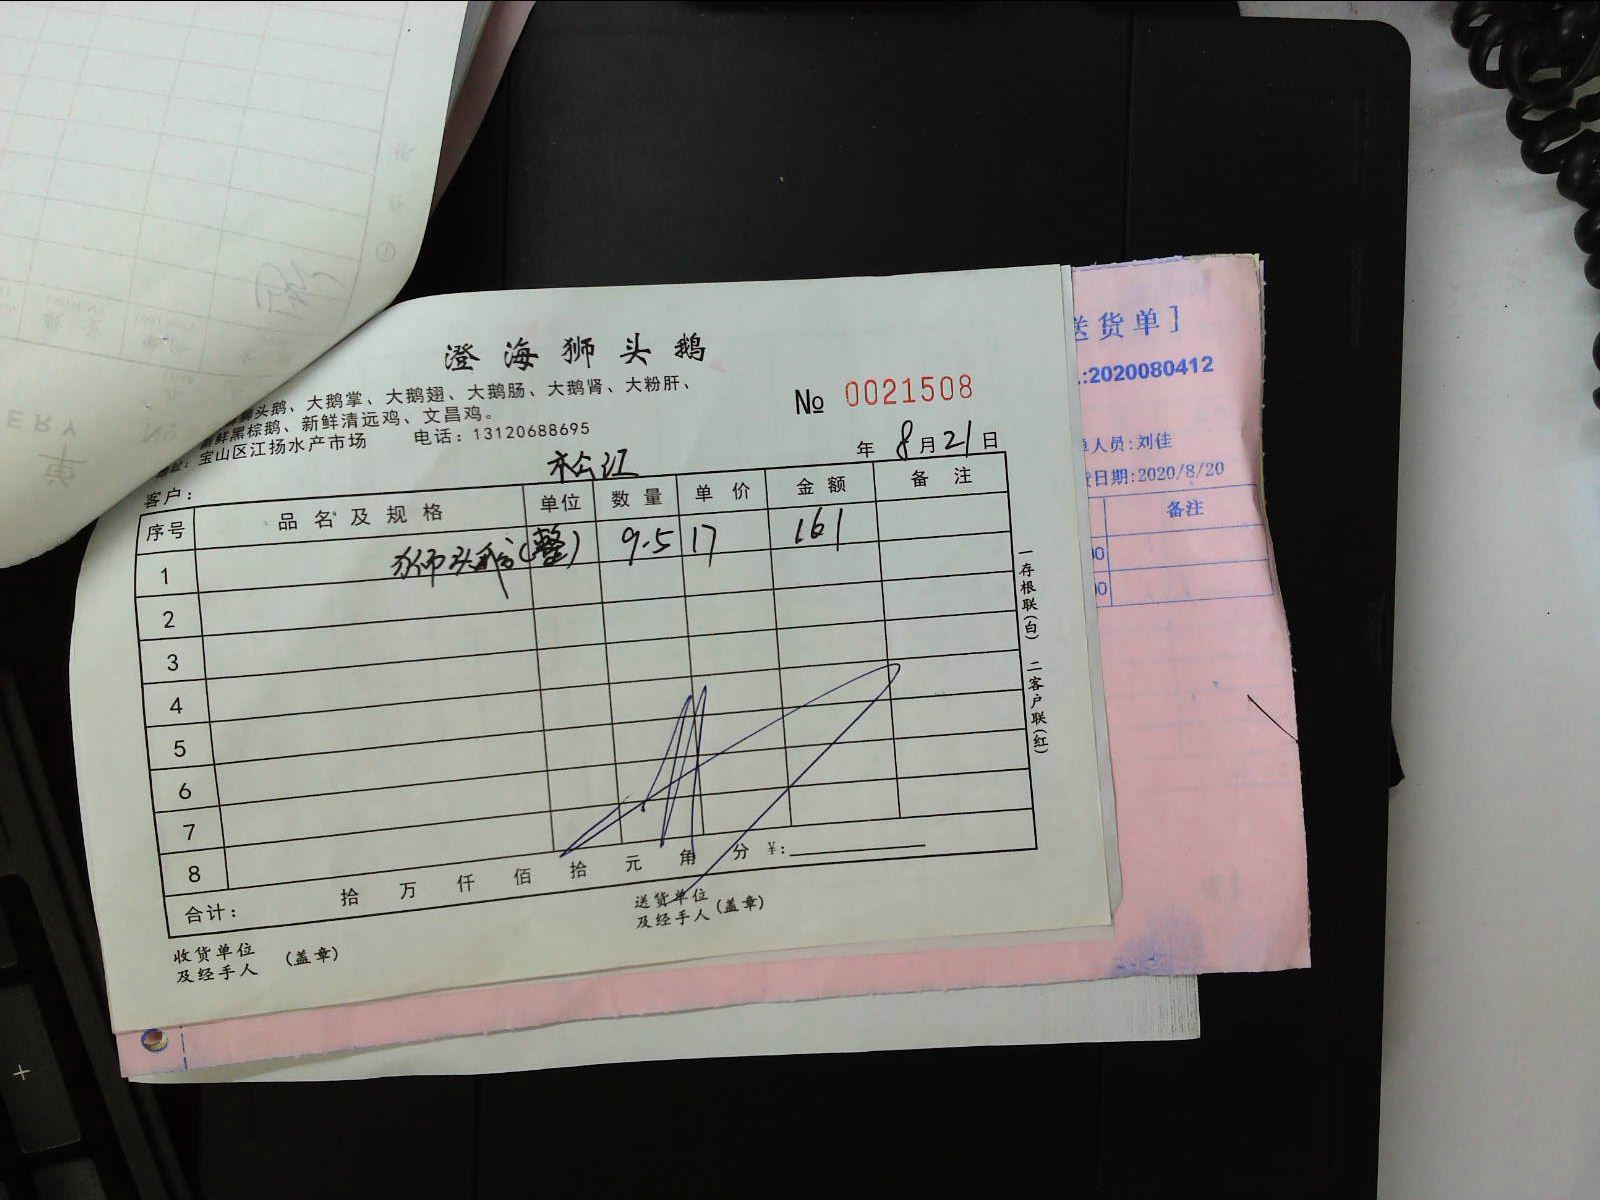 澄海狮头鹅
狮头鹅、大鹅掌、大鹅翅、大鹅肠、大鹅肾、大粉肝、
新鲜黑棕鹅、新鲜清远鸡、文昌鸡。
宝山区江扬水产市场 电话：13120688695
№ 0021508
年 8 月 21 日
客户： 松江
序号 品名及规格 单位 数量 单价 金额 备注
1 狮头鹅(整) 9.5 17 161
2
3
4
5
6
7
8
合计： 拾 万 仟 佰 拾 元 角 分 ¥:
收货单位
及经手人 (盖章)
送货单位
及经手人 (盖章)
一存根联(白) 二客户联(红)
送货单]
:2020080412
人员:刘佳
日期:2020/8/20
备注
00
00
ERY
+